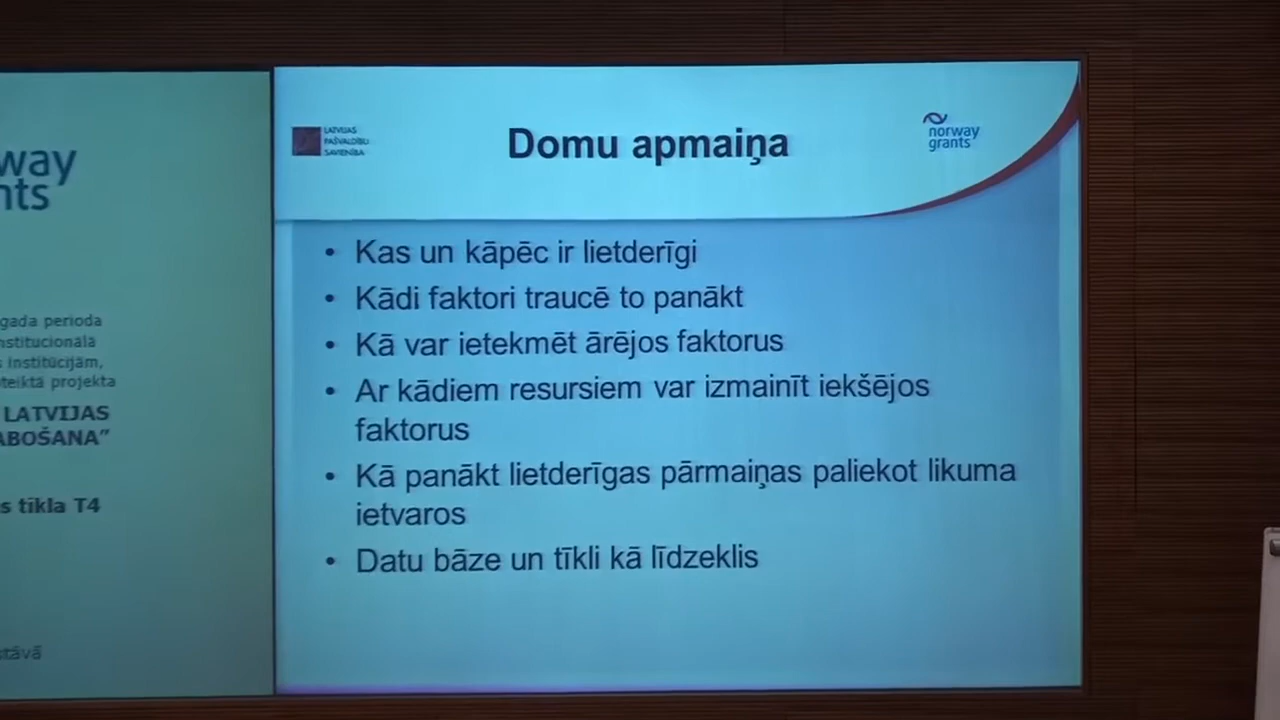 way
nts
gada perioda
nstitucionāla
s institūcijām,
teiktā projekta
LATVIJAS
ABOŠANA”
s tīkla T4
stāvā
LATVIJAS
PAŠVALDĪBU
SAVIENĪBA
Domu apmaiņa
norway
grants
• Kas un kāpēc ir lietderīgi
• Kādi faktori traucē to panākt
• Kā var ietekmēt ārējos faktorus
• Ar kādiem resursiem var izmainīt iekšējos
faktorus
• Kā panākt lietderīgas pārmaiņas paliekot likuma
ietvaros
• Datu bāze un tīkli kā līdzeklis